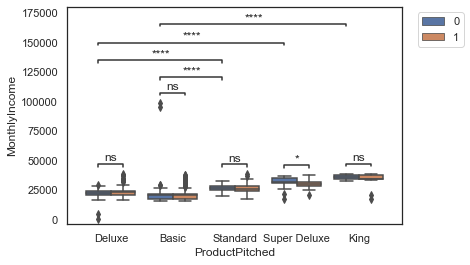 175000
150000
125000
100000
75000
50000
25000
0
MonthlyIncome
****
****
****
****
ns
ns
ns
*
ns
0
1
Deluxe Basic Standard Super Deluxe King
ProductPitched